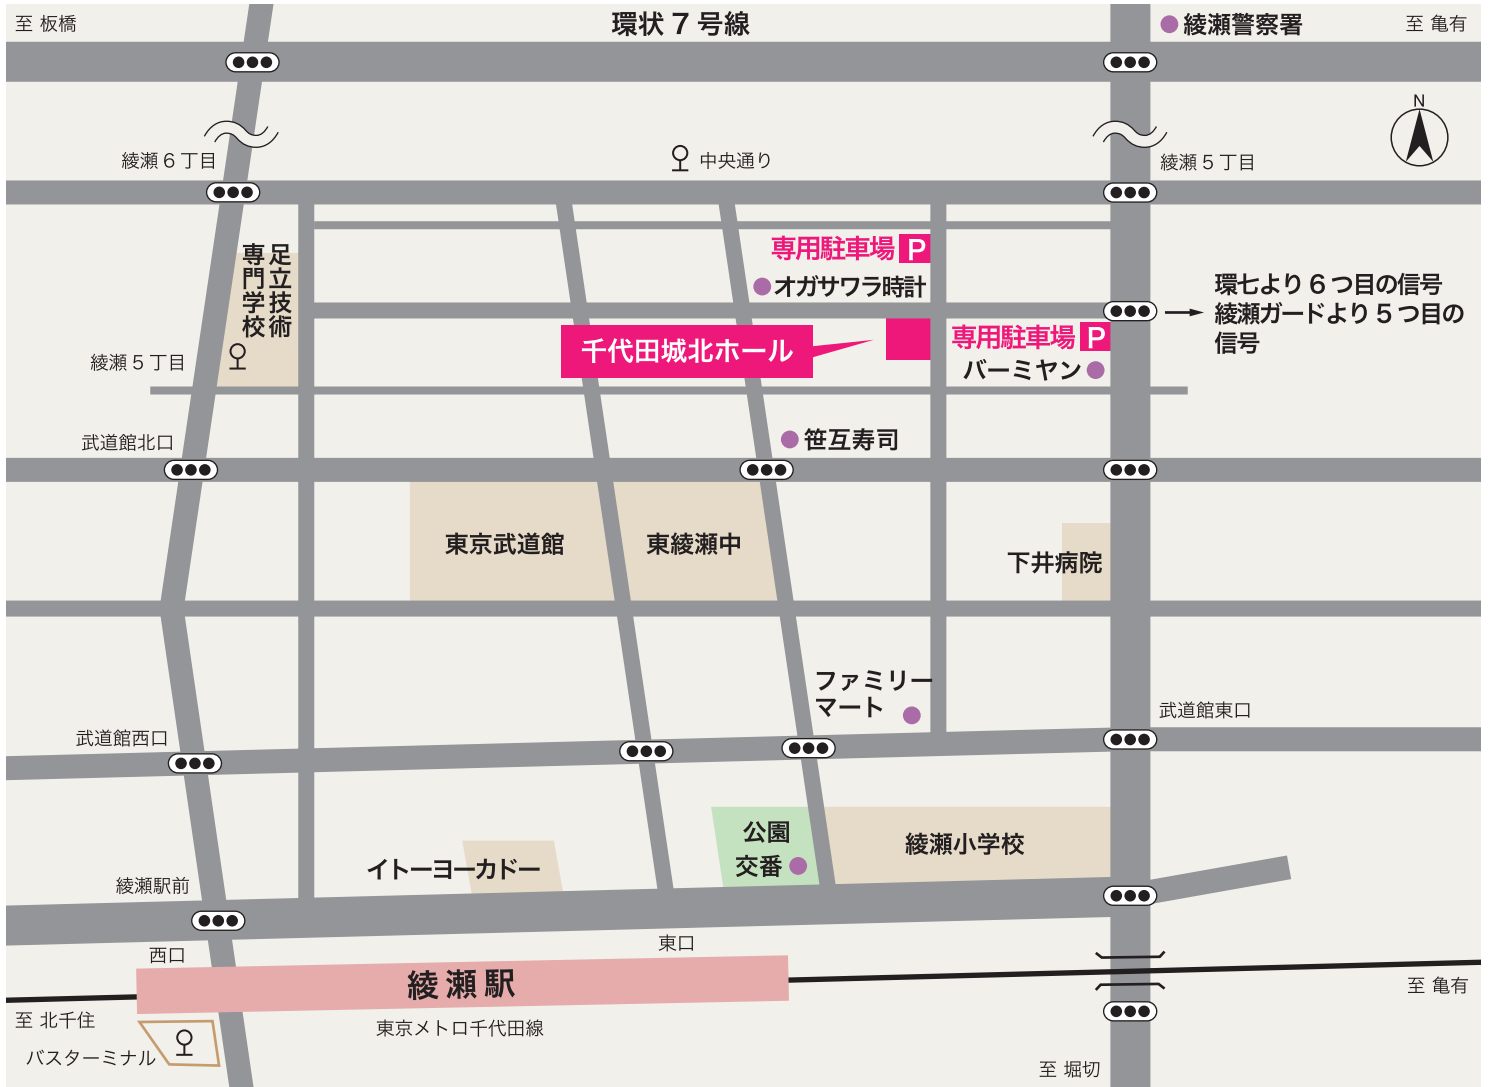 至 板橋
環状７号線
綾瀬警察署
至 亀有
N
綾瀬６丁目
中央通り
綾瀬５丁目
足立技術
専門学校
専用駐車場 P
オガサワラ時計
環七より６つ目の信号
綾瀬ガードより５つ目の
信号
千代田城北ホール
専用駐車場 P
バーミヤン
綾瀬５丁目
武道館北口
笹互寿司
東京武道館
東綾瀬中
下井病院
ファミリー
マート
武道館東口
武道館西口
公園
交番
綾瀬小学校
イトーヨーカドー
綾瀬駅前
西口
東口
綾瀬駅
至 亀有
至 北千住
東京メトロ千代田線
バスターミナル
至 堀切